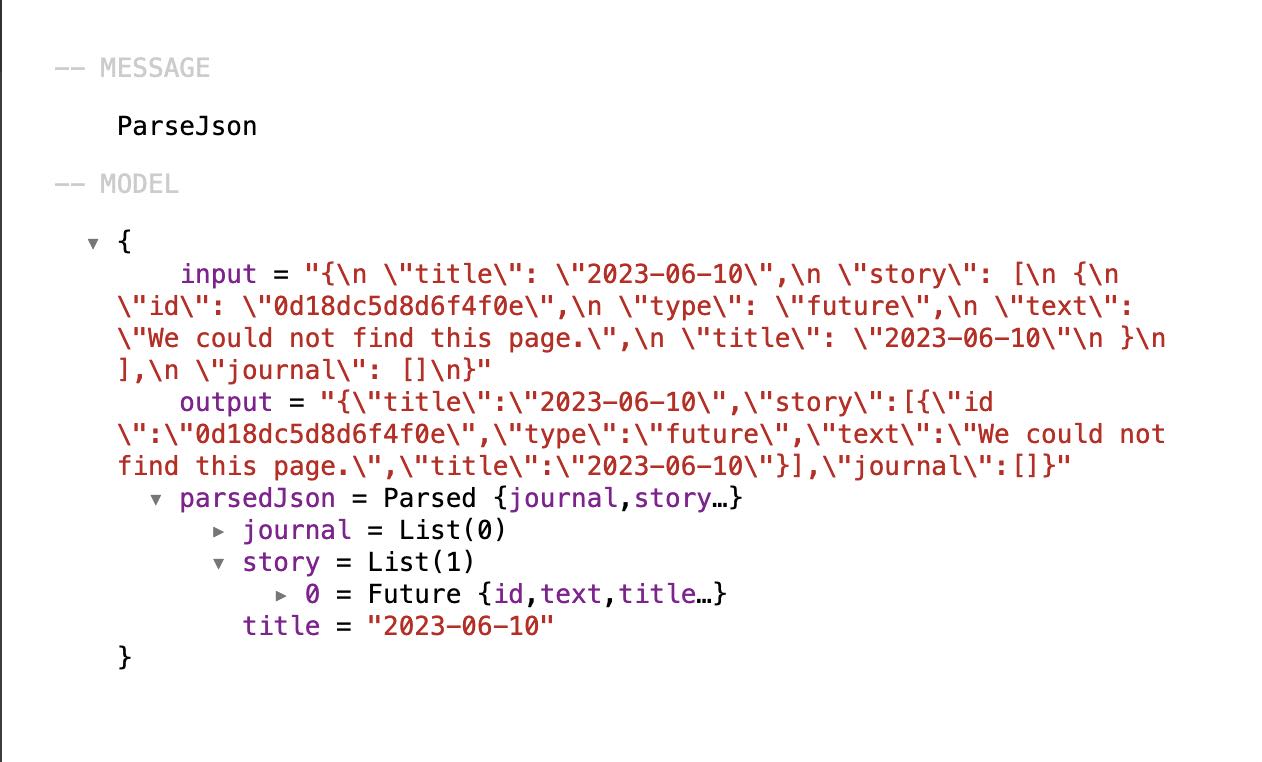 −− MESSAGE
ParseJson
−− MODEL
▼ {
input = "{\n \"title\": \"2023-06-10\",\n \"story\": [\n {\n
\"id\": \"0d18dc5d8d6f4f0e\",\n \"type\": \"future\",\n \"text\":
\"We could not find this page.\",\n \"title\": \"2023-06-10\"\n }\n
],\n \"journal\": []\n}"
output = "{\"title\":\"2023-06-10\",\"story\":[{\"id
\":\"0d18dc5d8d6f4f0e\",\"type\":\"future\",\"text\":\"We could not
find this page.\",\"title\":\"2023-06-10\"}],\"journal\":[]}"
▼ parsedJson = Parsed {journal,story…}
▶ journal = List(0)
▼ story = List(1)
▶ 0 = Future {id,text,title…}
title = "2023-06-10"
}